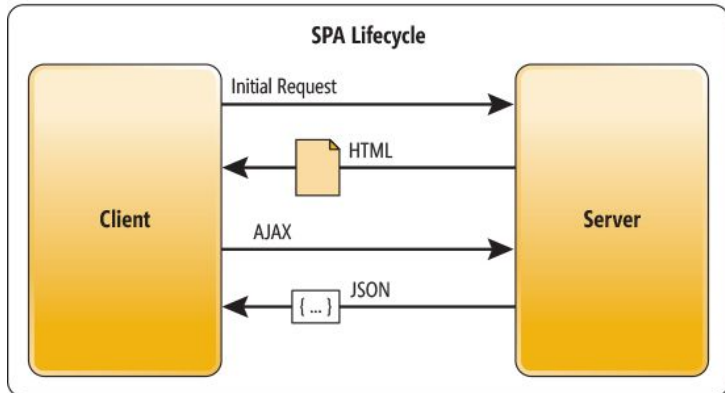 SPA Lifecycle
Initial Request
HTML
Client
Server
AJAX
JSON
{ ... }